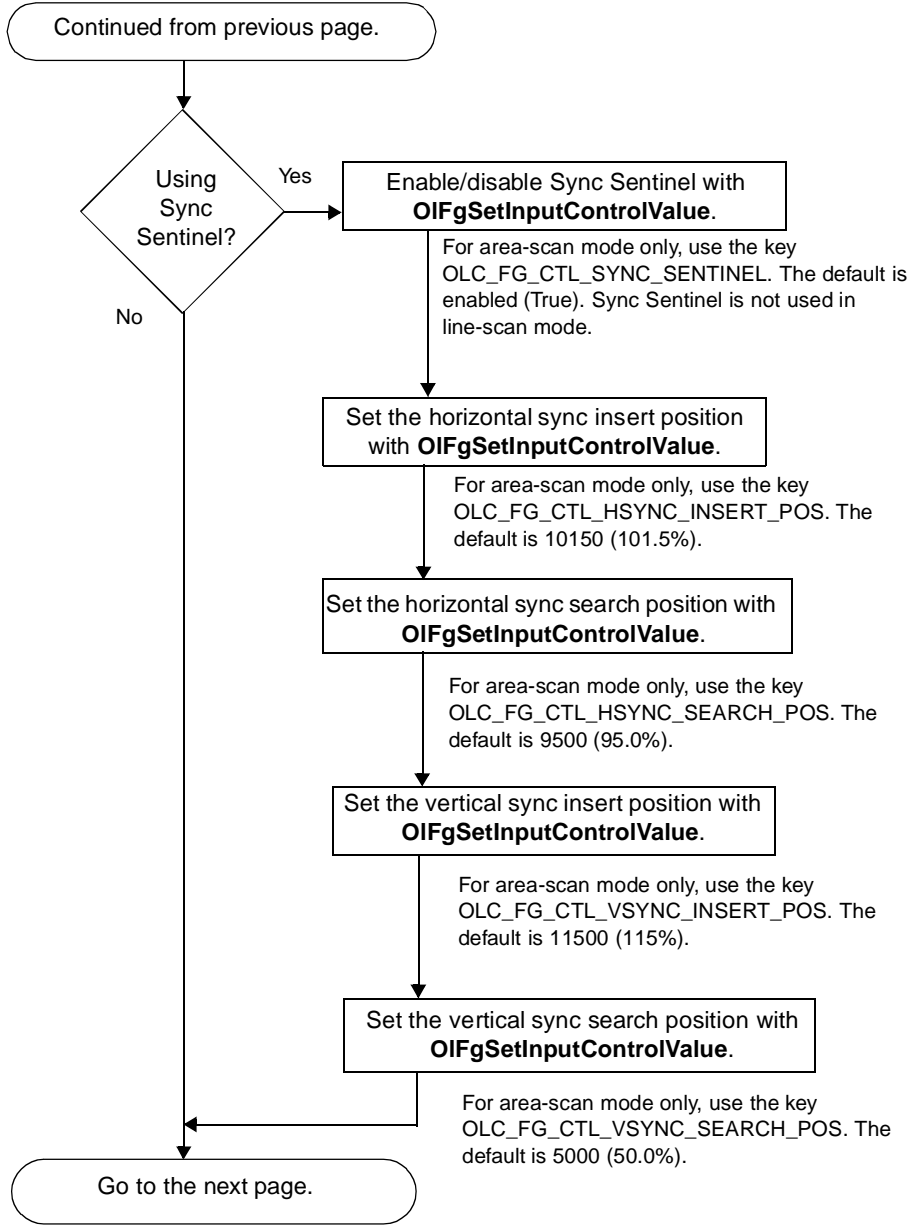 Continued from previous page.
Using
Sync
Sentinel?
Yes
No
Enable/disable Sync Sentinel with
OlFgSetInputControlValue.
For area-scan mode only, use the key
OLC_FG_CTL_SYNC_SENTINEL. The default is
enabled (True). Sync Sentinel is not used in
line-scan mode.
Set the horizontal sync insert position
with OlFgSetInputControlValue.
For area-scan mode only, use the key
OLC_FG_CTL_HSYNC_INSERT_POS. The
default is 10150 (101.5%).
Set the horizontal sync search position with
OlFgSetInputControlValue.
For area-scan mode only, use the key
OLC_FG_CTL_HSYNC_SEARCH_POS. The
default is 9500 (95.0%).
Set the vertical sync insert position with
OlFgSetInputControlValue.
For area-scan mode only, use the key
OLC_FG_CTL_VSYNC_INSERT_POS. The
default is 11500 (115%).
Set the vertical sync search position with
OlFgSetInputControlValue.
For area-scan mode only, use the key
OLC_FG_CTL_VSYNC_SEARCH_POS. The
default is 5000 (50.0%).
Go to the next page.